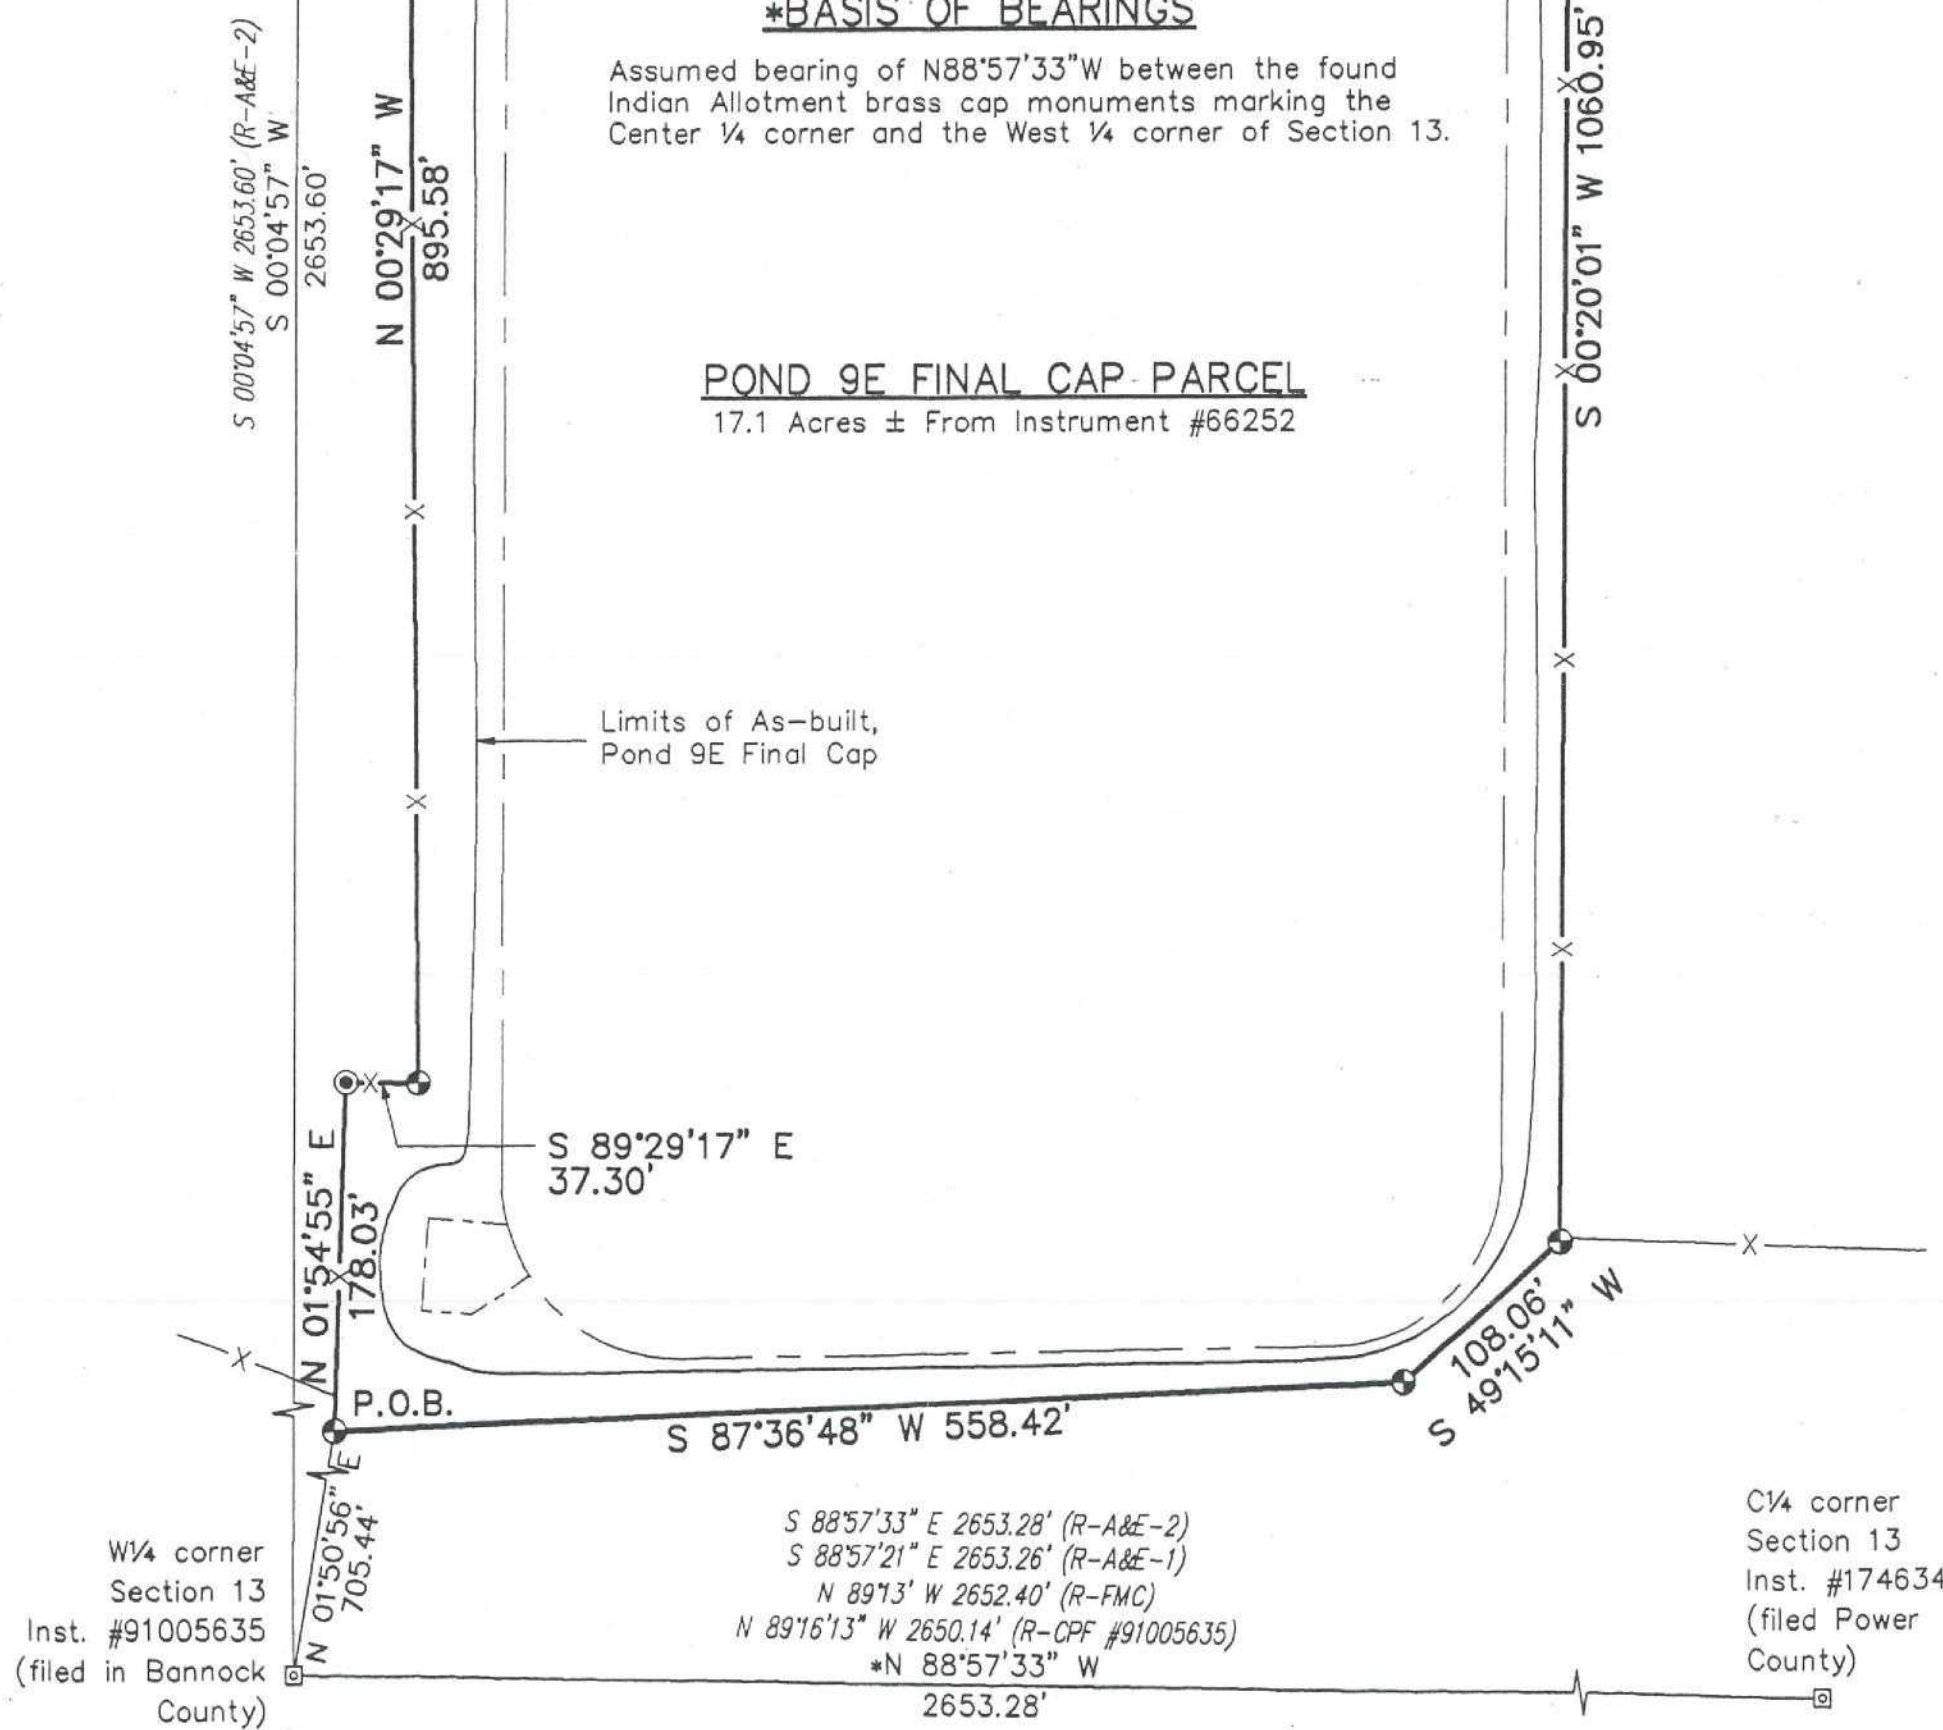 *BASIS OF BEARINGS
Assumed bearing of N88°57'33"W between the found
Indian Allotment brass cap monuments marking the
Center ¼ corner and the West ¼ corner of Section 13.
S 00°04'57" W 2653.60' (R-A&E-2)
S 00°04'57" W
2653.60'
N 00°29'17" W
895.58'
S 00°20'01" W 1060.95'
POND 9E FINAL CAP PARCEL
17.1 Acres ± From Instrument #66252
Limits of As-built,
Pond 9E Final Cap
S 89°29'17" E
37.30'
N 01°54'55" E
178.03'
P.O.B.
S 87°36'48" W 558.42'
108.06'
S 49°15'11" W
N 01°50'56" E
705.44'
W¼ corner
Section 13
Inst. #91005635
(filed in Bannock
County)
S 88°57'33" E 2653.28' (R-A&E-2)
S 88°57'21" E 2653.26' (R-A&E-1)
N 89°13' W 2652.40' (R-FMC)
N 89°16'13" W 2650.14' (R-CPF #91005635)
*N 88°57'33" W
2653.28'
C¼ corner
Section 13
Inst. #174634
(filed Power
County)